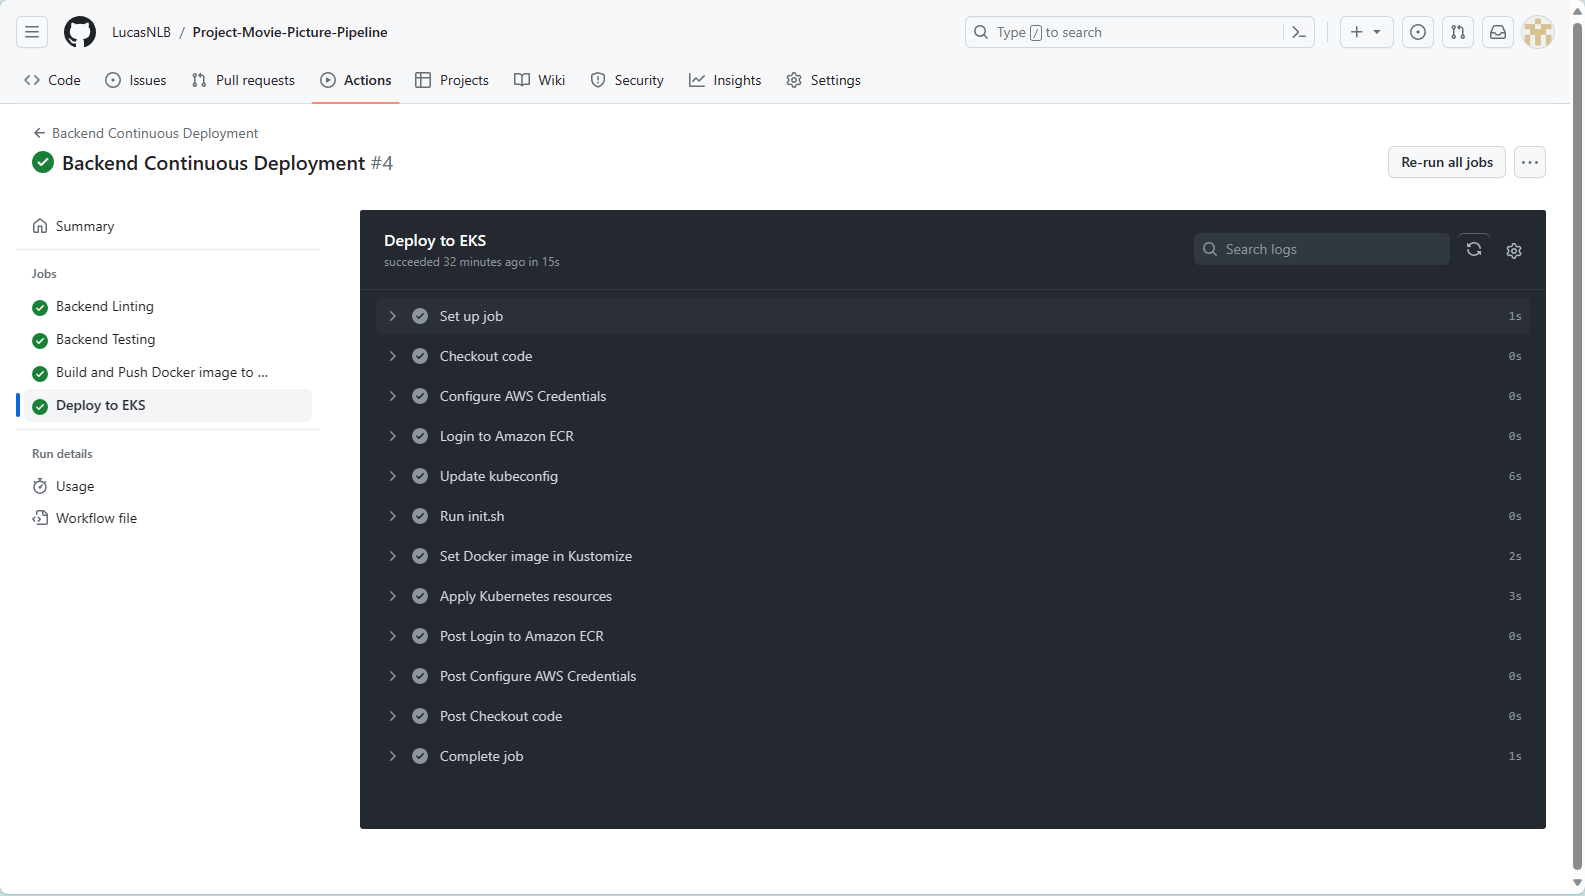 LucasNLB / Project-Movie-Picture-Pipeline
Type / to search
Code Issues Pull requests Actions Projects Wiki Security Insights Settings
Backend Continuous Deployment
Backend Continuous Deployment #4
Re-run all jobs
Summary
Jobs
Backend Linting
Backend Testing
Build and Push Docker image to ...
Deploy to EKS
Run details
Usage
Workflow file
Deploy to EKS
succeeded 32 minutes ago in 15s
Search logs
Set up job 1s
Checkout code 0s
Configure AWS Credentials 0s
Login to Amazon ECR 0s
Update kubeconfig 6s
Run init.sh 0s
Set Docker image in Kustomize 2s
Apply Kubernetes resources 3s
Post Login to Amazon ECR 0s
Post Configure AWS Credentials 0s
Post Checkout code 0s
Complete job 1s